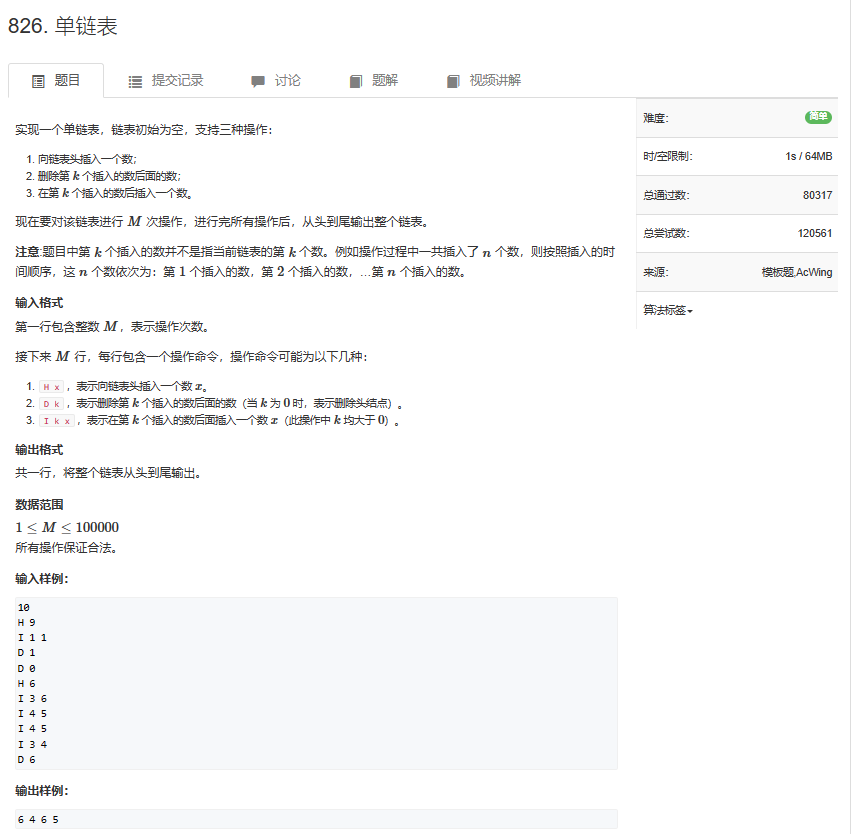 826. 单链表
题目
提交记录
讨论
题解
视频讲解
实现一个单链表，链表初始为空，支持三种操作：
1. 向链表头插入一个数；
2. 删除第 k 个插入的数后面的数；
3. 在第 k 个插入的数后插入一个数。
现在要对该链表进行 M 次操作，进行完所有操作后，从头到尾输出整个链表。
注意:题目中第 k 个插入的数并不是指当前链表的第 k 个数。例如操作过程中一共插入了 n 个数，则按照插入的时
间顺序，这 n 个数依次为：第 1 个插入的数，第 2 个插入的数，…第 n 个插入的数。
输入格式
第一行包含整数 M，表示操作次数。
接下来 M 行，每行包含一个操作命令，操作命令可能为以下几种：
1. H x，表示向链表头插入一个数 x。
2. D k，表示删除第 k 个插入的数后面的数（当 k 为 0 时，表示删除头结点）。
3. I k x，表示在第 k 个插入的数后面插入一个数 x（此操作中 k 均大于 0）。
输出格式
共一行，将整个链表从头到尾输出。
数据范围
1 ≤ M ≤ 100000
所有操作保证合法。
输入样例：
10
H 9
I 1 1
D 1
D 0
H 6
I 3 6
I 4 5
I 4 5
I 3 4
D 6
输出样例：
6 4 6 5
难度： 简单
时/空限制： 1s / 64MB
总通过数： 80317
总尝试数： 120561
来源： 模板题,AcWing
算法标签